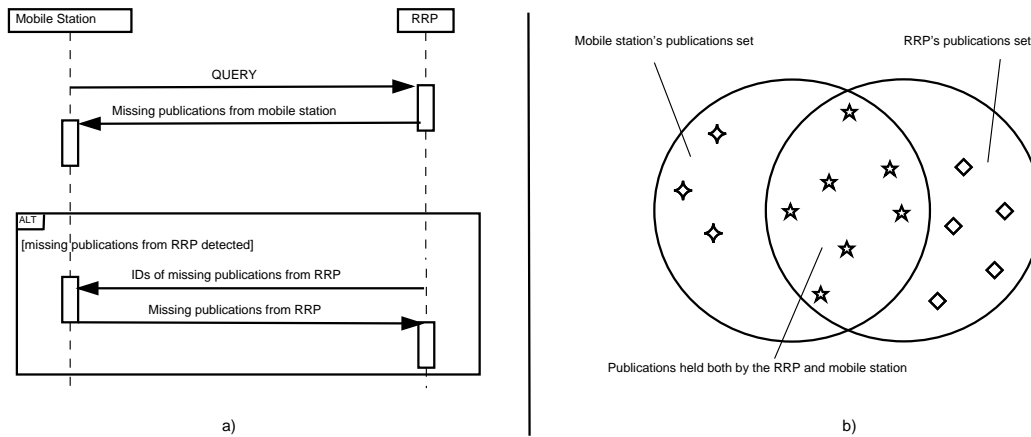 Mobile Station
RRP
QUERY
Missing publications from mobile station
ALT
[missing publications from RRP detected]
IDs of missing publications from RRP
Missing publications from RRP
a)
Mobile station's publications set
RRP's publications set
Publications held both by the RRP and mobile station
b)